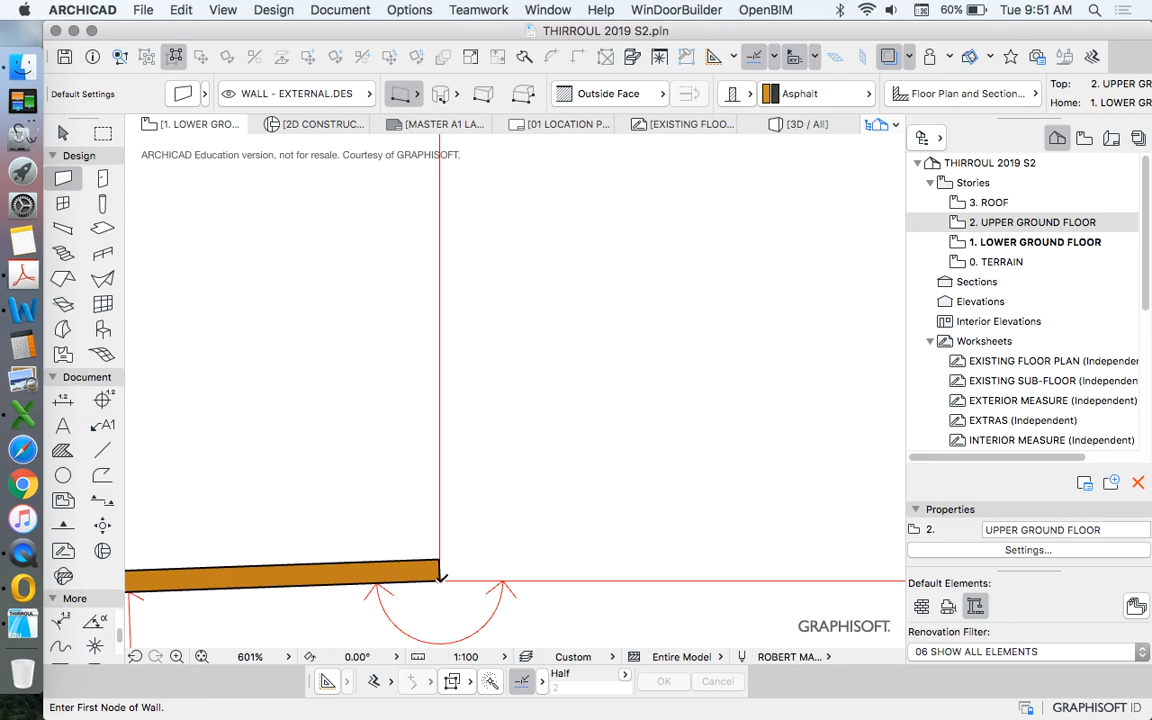 ARCHICAD File Edit View Design Document Options Teamwork Window Help WinDoorBuilder OpenBIM 60% Tue 9:51 AM
THIRROUL 2019 S2.pln
Default Settings
WALL - EXTERNAL.DES
Outside Face
Asphalt
Floor Plan and Section...
Top: 2. UPPER G
Home: 1. LOWER G
[1. LOWER GRO...
[2D CONSTRUC...
[MASTER A1 LA...
[01 LOCATION P...
[EXISTING FLOO...
[3D / All]
ARCHICAD Education version, not for resale. Courtesy of GRAPHISOFT.
Design
Document
A1
More
THIRROUL 2019 S2
Stories
3. ROOF
2. UPPER GROUND FLOOR
1. LOWER GROUND FLOOR
0. TERRAIN
Sections
Elevations
Interior Elevations
Worksheets
EXISTING FLOOR PLAN (Independer
EXISTING SUB-FLOOR (Independen
EXTERIOR MEASURE (Independent)
EXTRAS (Independent)
INTERIOR MEASURE (Independent)
Properties
2. UPPER GROUND FLOOR
Settings...
Default Elements:
Renovation Filter:
06 SHOW ALL ELEMENTS
GRAPHISOFT.
601%
0.00°
1:100
Custom
Entire Model
ROBERT MA...
Half
2
OK
Cancel
Enter First Node of Wall.
GRAPHISOFT ID